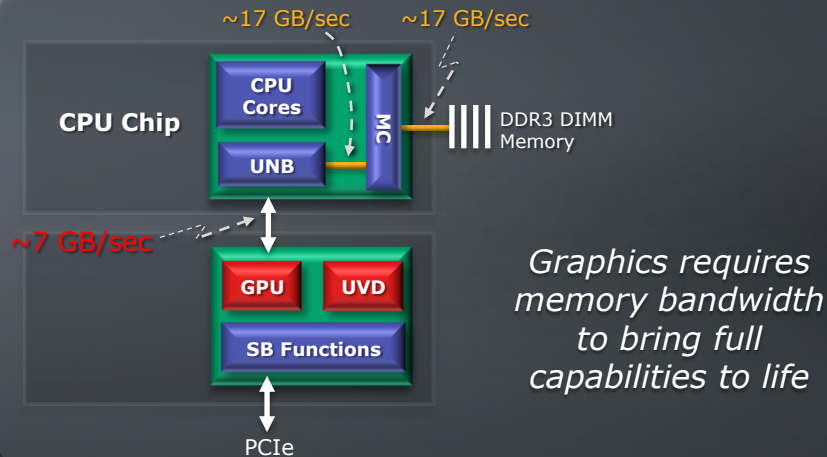 ~17 GB/sec
~17 GB/sec
CPU Chip
CPU
Cores
MC
UNB
DDR3 DIMM
Memory
~7 GB/sec
GPU
UVD
SB Functions
PCIe
Graphics requires
memory bandwidth
to bring full
capabilities to life